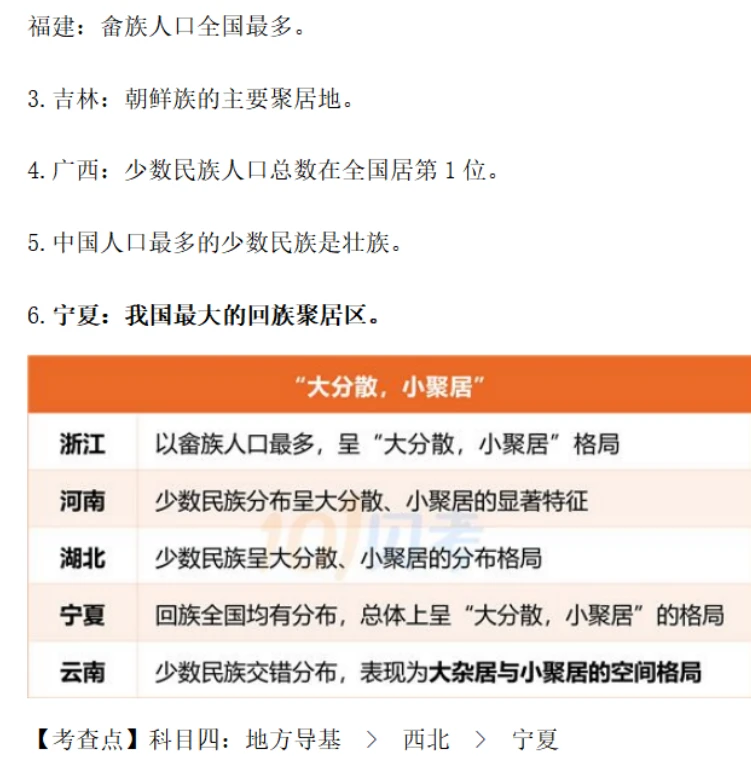 福建：畲族人口全国最多。
3.吉林：朝鲜族的主要聚居地。
4.广西：少数民族人口总数在全国居第 1 位。
5.中国人口最多的少数民族是壮族。
6.宁夏：我国最大的回族聚居区。
“大分散，小聚居”
浙江 以畲族人口最多，呈“大分散，小聚居”格局
河南 少数民族分布呈大分散、小聚居的显著特征
湖北 少数民族呈大分散、小聚居的分布格局
宁夏 回族全国均有分布，总体上呈“大分散，小聚居”的格局
云南 少数民族交错分布，表现为大杂居与小聚居的空间格局
【考查点】科目四：地方导基 > 西北 > 宁夏